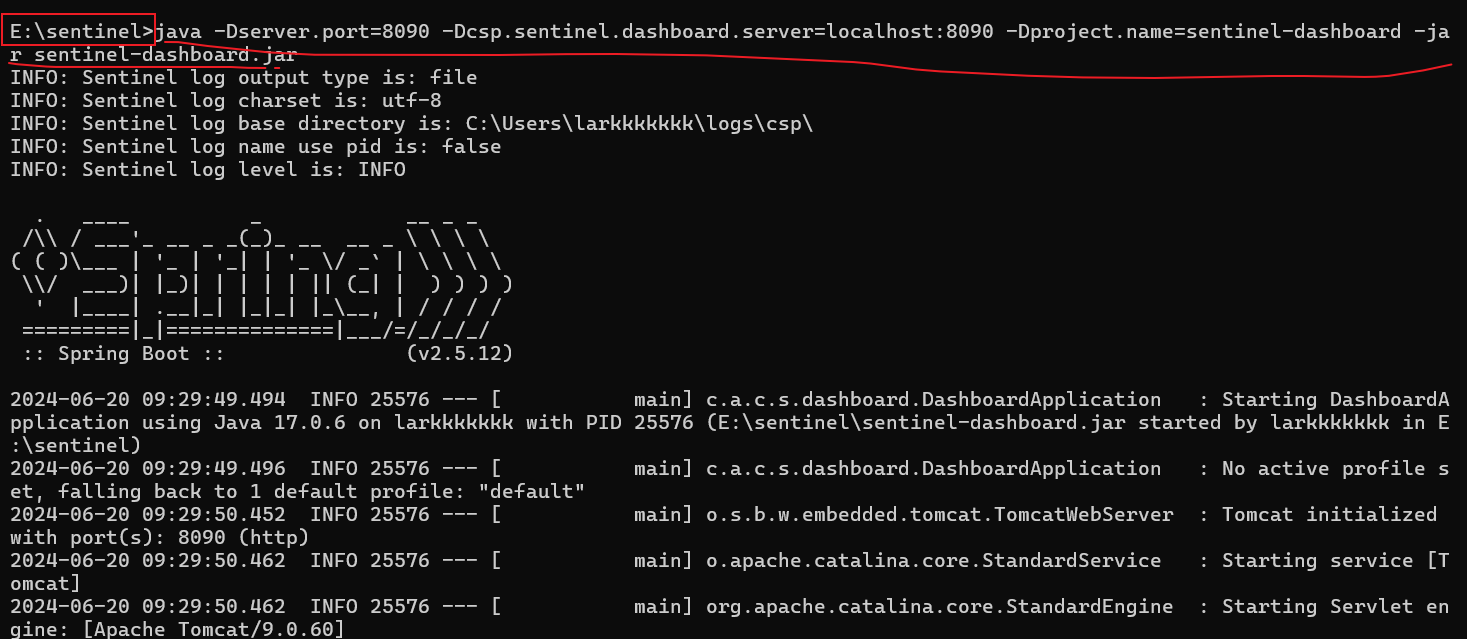 E:\sentinel>java -Dserver.port=8090 -Dcsp.sentinel.dashboard.server=localhost:8090 -Dproject.name=sentinel-dashboard -ja
r sentinel-dashboard.jar
INFO: Sentinel log output type is: file
INFO: Sentinel log charset is: utf-8
INFO: Sentinel log base directory is: C:\Users\larkkkkkkk\logs\csp\
INFO: Sentinel log name use pid is: false
INFO: Sentinel log level is: INFO

  .   ____          _            __ _ _
 /\\ / ___'_ __ _ _(_)_ __  __ _ \ \ \ \
( ( )\___ | '_ | '_| | '_ \/ _` | \ \ \ \
 \\/  ___)| |_)| | | | | || (_| |  ) ) ) )
  '  |____| .__|_| |_|_| |_\__, | / / / /
 =========|_|==============|___/=/_/_/_/
 :: Spring Boot ::               (v2.5.12)

2024-06-20 09:29:49.494  INFO 25576 --- [           main] c.a.c.s.dashboard.DashboardApplication   : Starting DashboardA
pplication using Java 17.0.6 on larkkkkkkk with PID 25576 (E:\sentinel\sentinel-dashboard.jar started by larkkkkkkk in E
:\sentinel)
2024-06-20 09:29:49.496  INFO 25576 --- [           main] c.a.c.s.dashboard.DashboardApplication   : No active profile s
et, falling back to 1 default profile: "default"
2024-06-20 09:29:50.452  INFO 25576 --- [           main] o.s.b.w.embedded.tomcat.TomcatWebServer  : Tomcat initialized
with port(s): 8090 (http)
2024-06-20 09:29:50.462  INFO 25576 --- [           main] o.apache.catalina.core.StandardService   : Starting service [T
omcat]
2024-06-20 09:29:50.462  INFO 25576 --- [           main] org.apache.catalina.core.StandardEngine  : Starting Servlet en
gine: [Apache Tomcat/9.0.60]